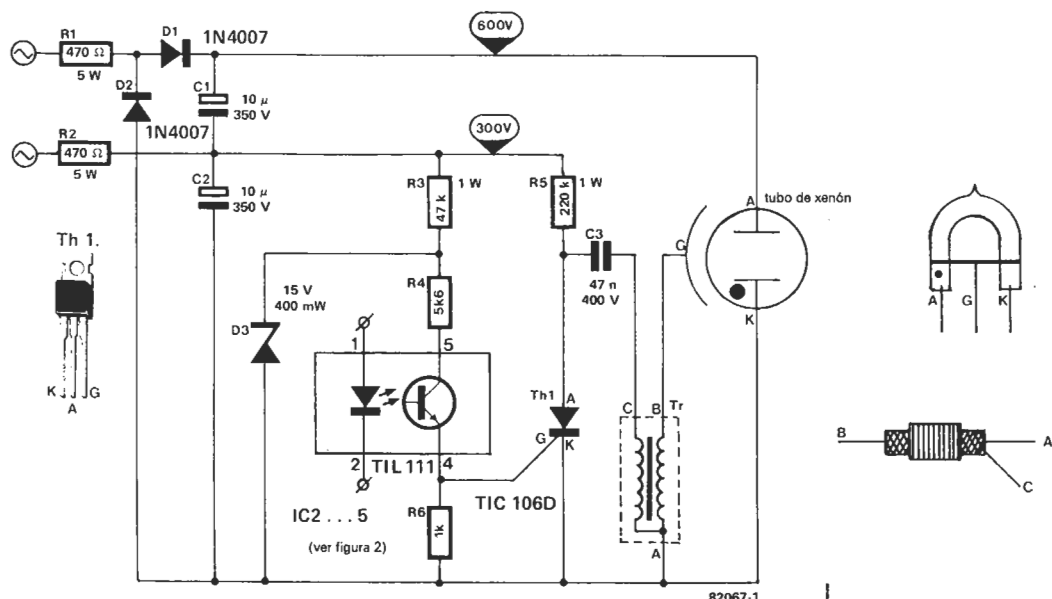 600V
R1
470 Ω
5 W
D1
1N4007
D2
1N4007
C1
10 µ
350 V
R2
470 Ω
5 W
300V
C2
10 µ
350 V
R3
47 k
1 W
R5
220 k
1 W
A
tubo de xenón
G
K
C3
47 n
400 V
Th 1.
K
A
G
15 V
400 mW
D3
R4
5k6
1
5
2
4
TIL 111
IC2 ... 5
(ver figura 2)
R6
1k
Th1
A
G
K
TIC 106D
C
B
Tr
A
A
G
K
B
A
C
82067-1